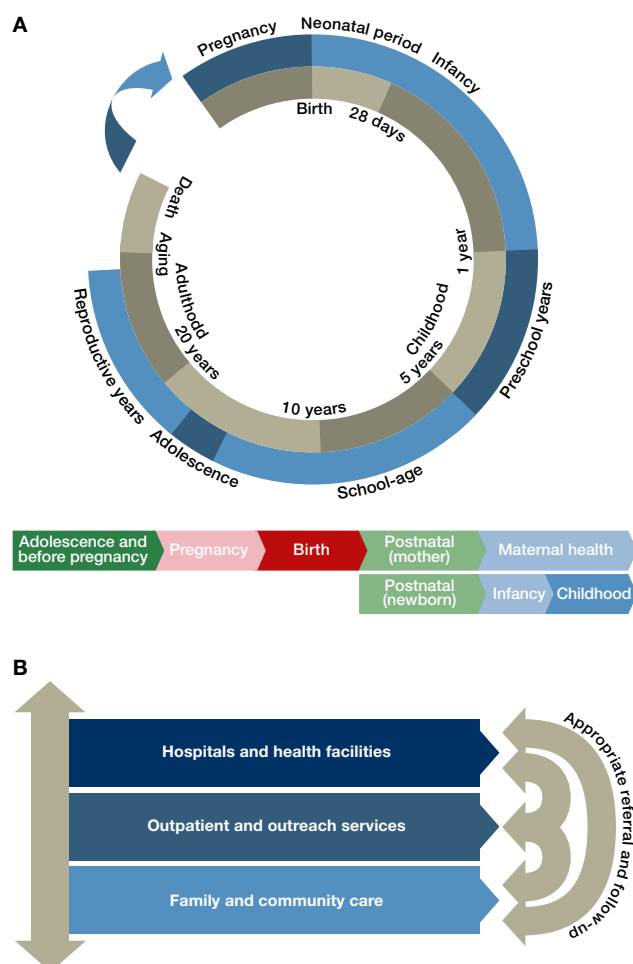 A
Pregnancy
Neonatal period
Infancy
Birth
28 days
1 year
Preschool years
Childhood
5 years
School-age
10 years
Adolescence
20 years
Adulthodd
Reproductive years
Aging
Death
Adolescence and
before pregnancy
Pregnancy
Birth
Postnatal
(mother)
Maternal health
Postnatal
(newborn)
Infancy
Childhood
B
Hospitals and health facilities
Outpatient and outreach services
Family and community care
Appropriate referral and follow-up